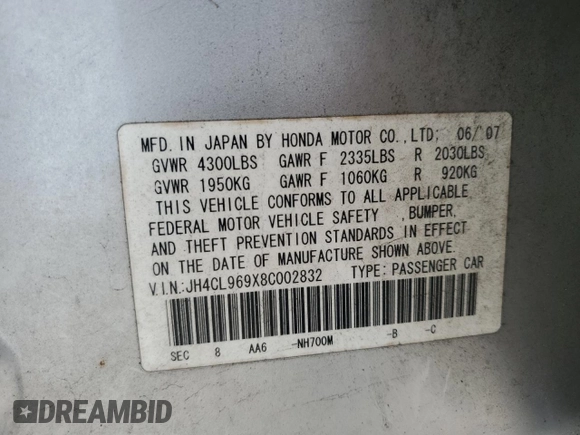 MFD. IN JAPAN BY HONDA MOTOR CO.,LTD: 06/'07
GVWR 4300LBS GAWR F 2335LBS R 2030LBS
GVWR 1950KG GAWR F 1060KG R 920KG
THIS VEHICLE CONFORMS TO ALL APPLICABLE
FEDERAL MOTOR VEHICLE SAFETY ,BUMPER,
AND THEFT PREVENTION STANDARDS IN EFFECT
ON THE DATE OF MANUFACTURE SHOWN ABOVE.
V.I.N.:JH4CL969X8C002832 TYPE: PASSENGER CAR
SEC 8 AA6 -NH700M -B -C
DREAMBID